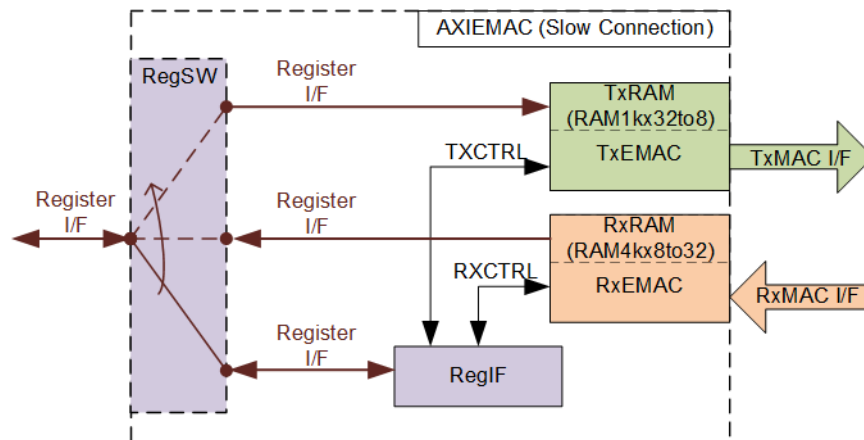 AXIEMAC (Slow Connection)
RegSW
Register
I/F
TxRAM
(RAM1kx32to8)
TxEMAC
TxMAC I/F
TXCTRL
Register
I/F
Register
I/F
RxRAM
(RAM4kx8to32)
RxEMAC
RxMAC I/F
RXCTRL
Register
I/F
RegIF